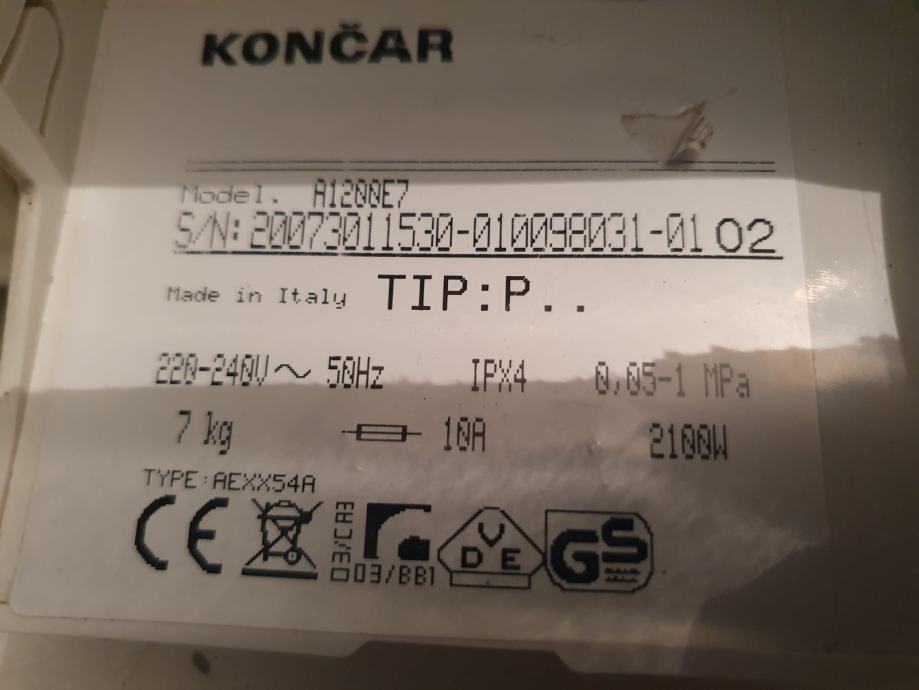 KONČAR
Model. A1200E7
S/N: 20073011530-010098031-01 02
Made in Italy TIP:P..
220-240V~ 50Hz IPX4 0,05-1 MPa
7 kg 10A 2100W
TYPE:AEXX54A
CE 03/BB1 VDE GS